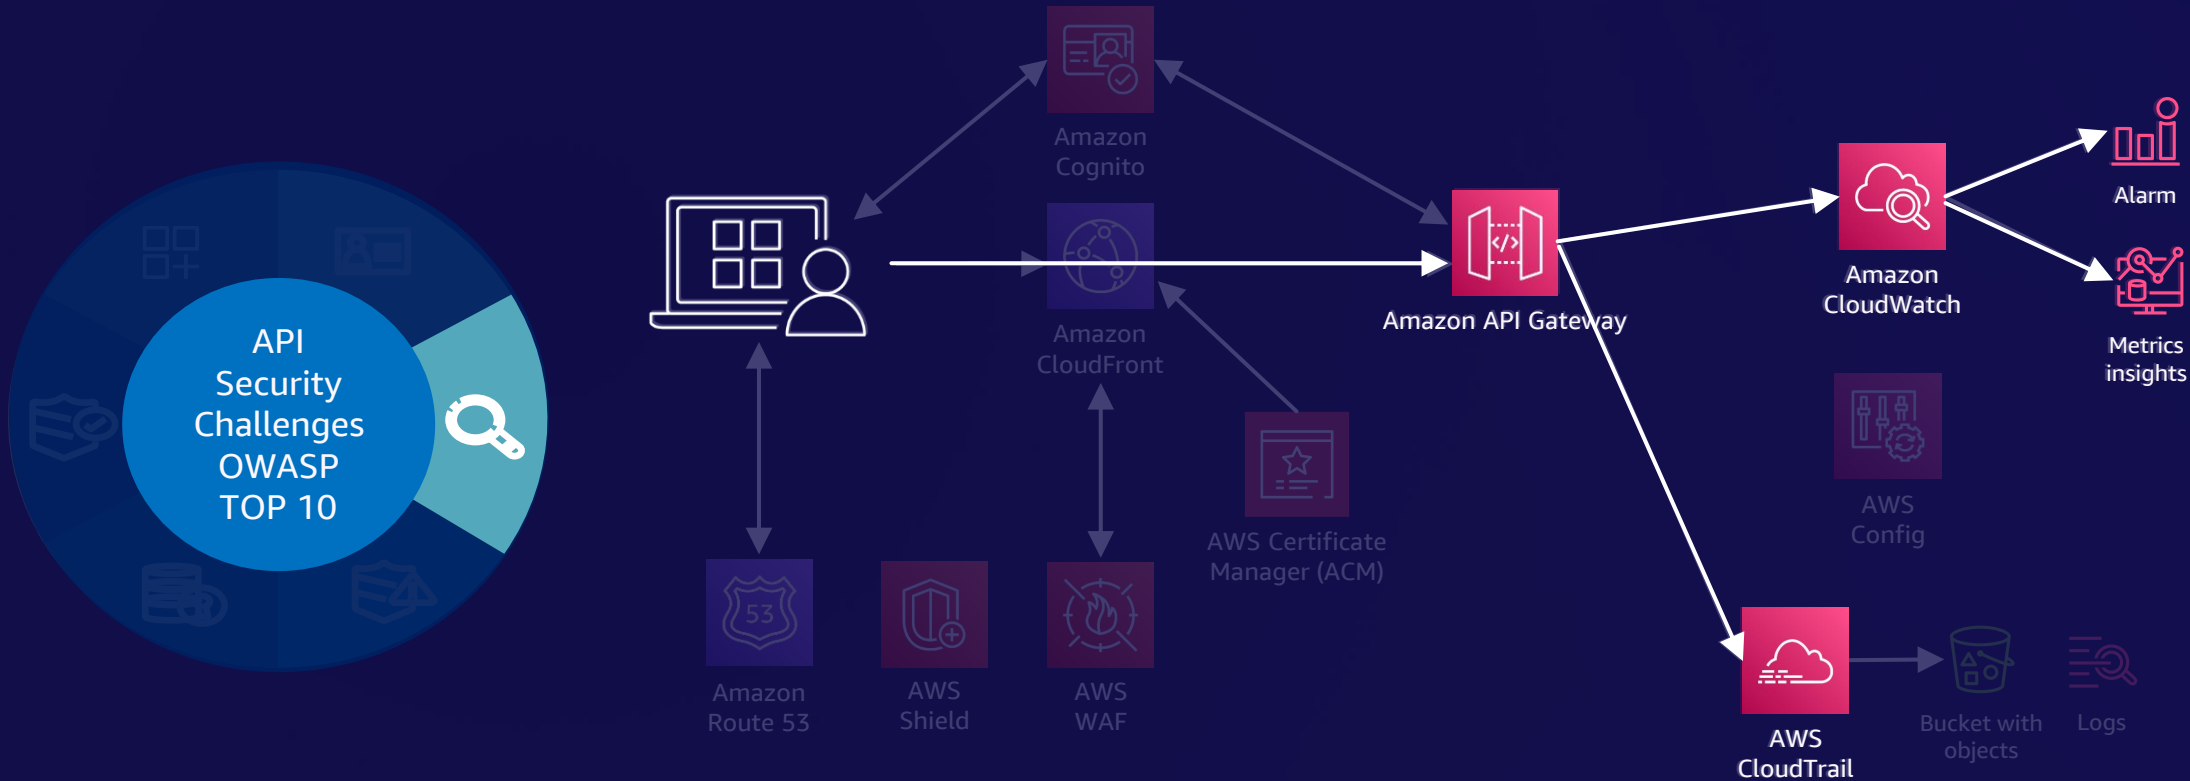 API
Security
Challenges
OWASP
TOP 10
Amazon
Cognito
Amazon
CloudFront
Amazon API Gateway
</>
Amazon
CloudWatch
Alarm
Metrics
insights
AWS
Config
AWS Certificate
Manager (ACM)
53
Amazon
Route 53
AWS
Shield
AWS
WAF
AWS
CloudTrail
Bucket with
objects
Logs